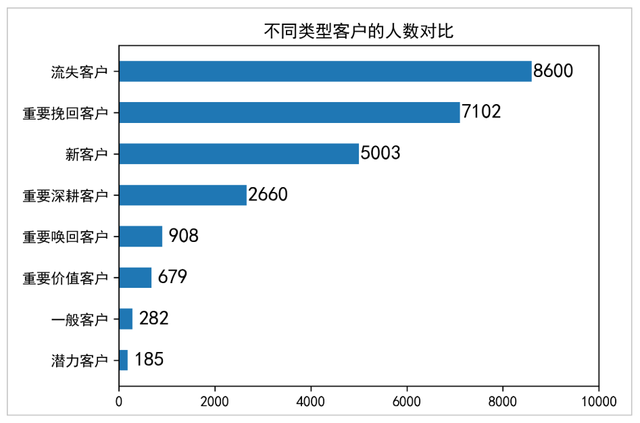 不同类型客户的人数对比
流失客户 8600
重要挽回客户 7102
新客户 5003
重要深耕客户 2660
重要唤回客户 908
重要价值客户 679
一般客户 282
潜力客户 185
0 2000 4000 6000 8000 10000